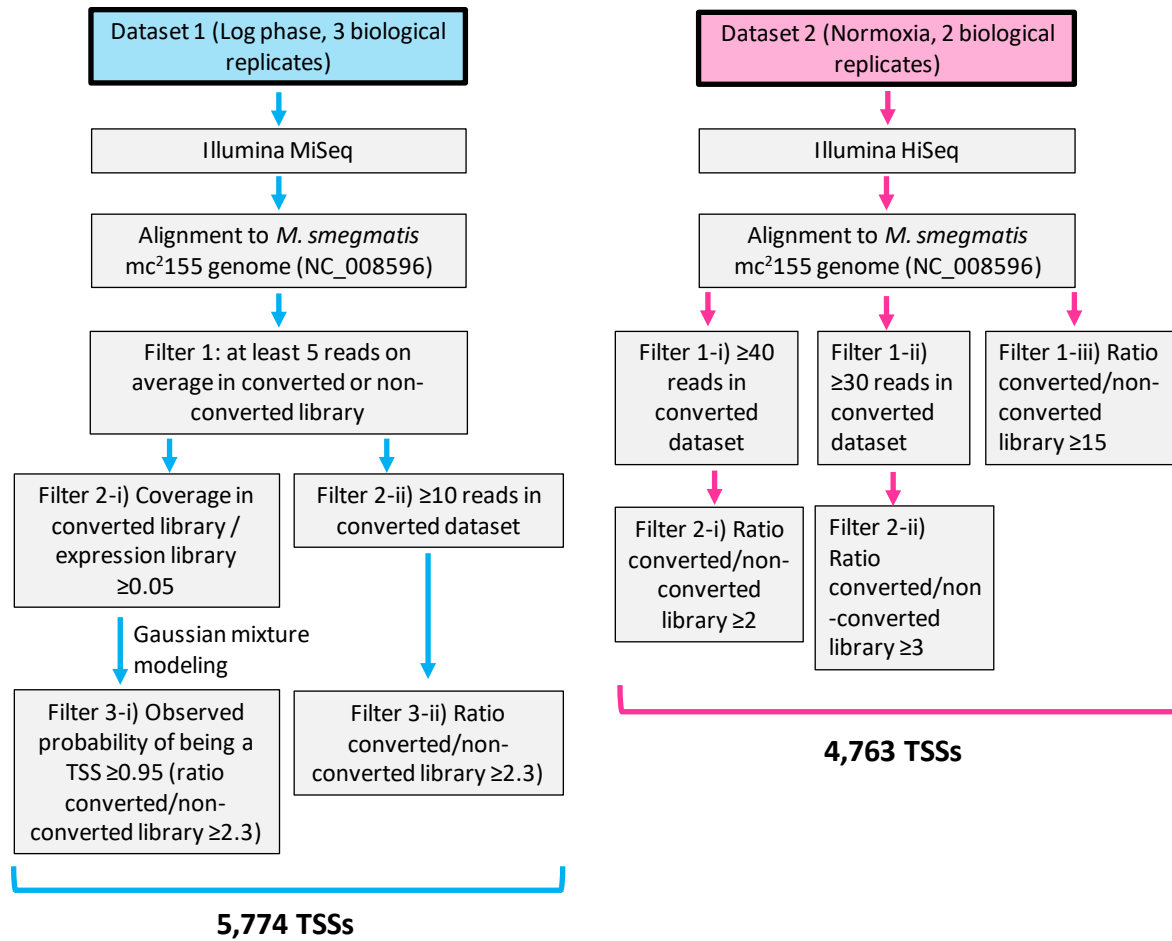 Dataset 1 (Log phase, 3 biological
replicates)
Illumina MiSeq
Alignment to M. smegmatis
mc²155 genome (NC_008596)
Filter 1: at least 5 reads on
average in converted or non-
converted library
Filter 2-i) Coverage in
converted library /
expression library
≥0.05
Filter 2-ii) ≥10 reads in
converted dataset
Gaussian mixture
modeling
Filter 3-i) Observed
probability of being a
TSS ≥0.95 (ratio
converted/non-
converted library ≥2.3)
Filter 3-ii) Ratio
converted/non-
converted library ≥2.3)
5,774 TSSs
Dataset 2 (Normoxia, 2 biological
replicates)
Illumina HiSeq
Alignment to M. smegmatis
mc²155 genome (NC_008596)
Filter 1-i) ≥40
reads in
converted
dataset
Filter 1-ii)
≥30 reads in
converted
dataset
Filter 1-iii) Ratio
converted/non-
converted
library ≥15
Filter 2-i) Ratio
converted/non-
converted
library ≥2
Filter 2-ii)
Ratio
converted/non
-converted
library ≥3
4,763 TSSs